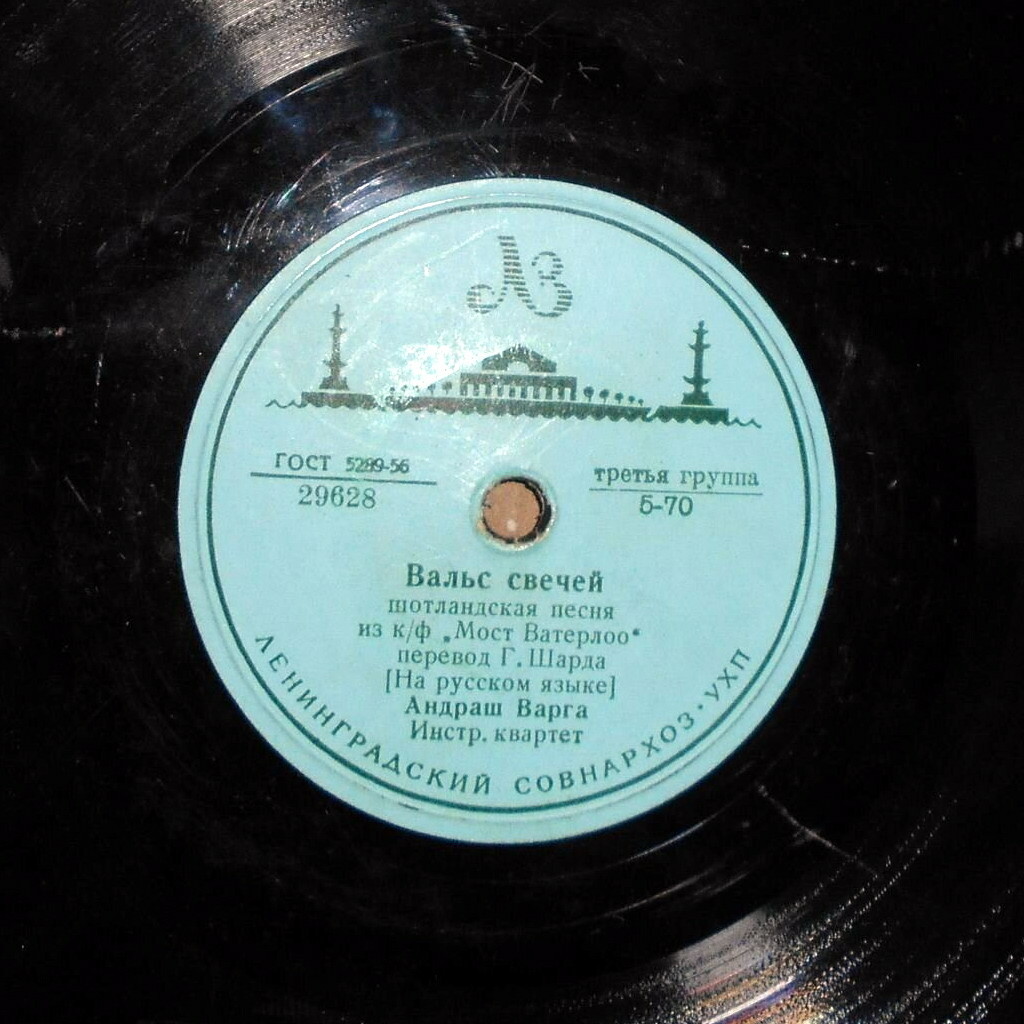 ЛЗ
ГОСТ 5289-56
29628
третья группа
5-70
Вальс свечей
шотландская песня
из к/ф „Мост Ватерлоо“
перевод Г. Шарда
[На русском языке]
Андраш Варга
Инстр. квартет
ЛЕНИНГРАДСКИЙ СОВНАРХОЗ · УХП